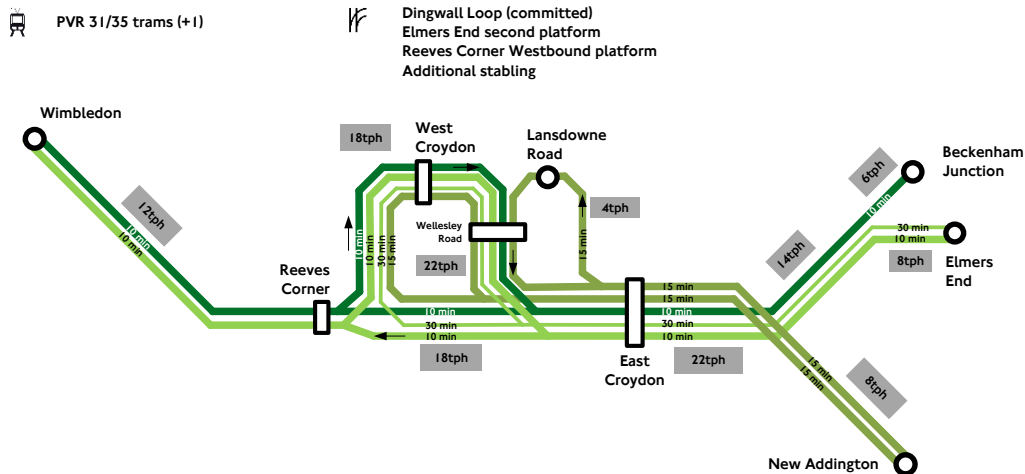 PVR 31/35 trams (+1)
Dingwall Loop (committed)
Elmers End second platform
Reeves Corner Westbound platform
Additional stabling
Wimbledon
West
Croydon
Lansdowne
Road
Beckenham
Junction
18tph
6tph
10 min
12tph
10 min
10 min
Wellesley
Road
4tph
10 min
10 min
30 min
15 min
15 min
22tph
14tph
30 min
10 min
8tph
Elmers
End
Reeves
Corner
15 min
15 min
10 min
10 min
30 min
30 min
10 min
10 min
18tph
East
Croydon
22tph
15 min
15 min
8tph
New Addington